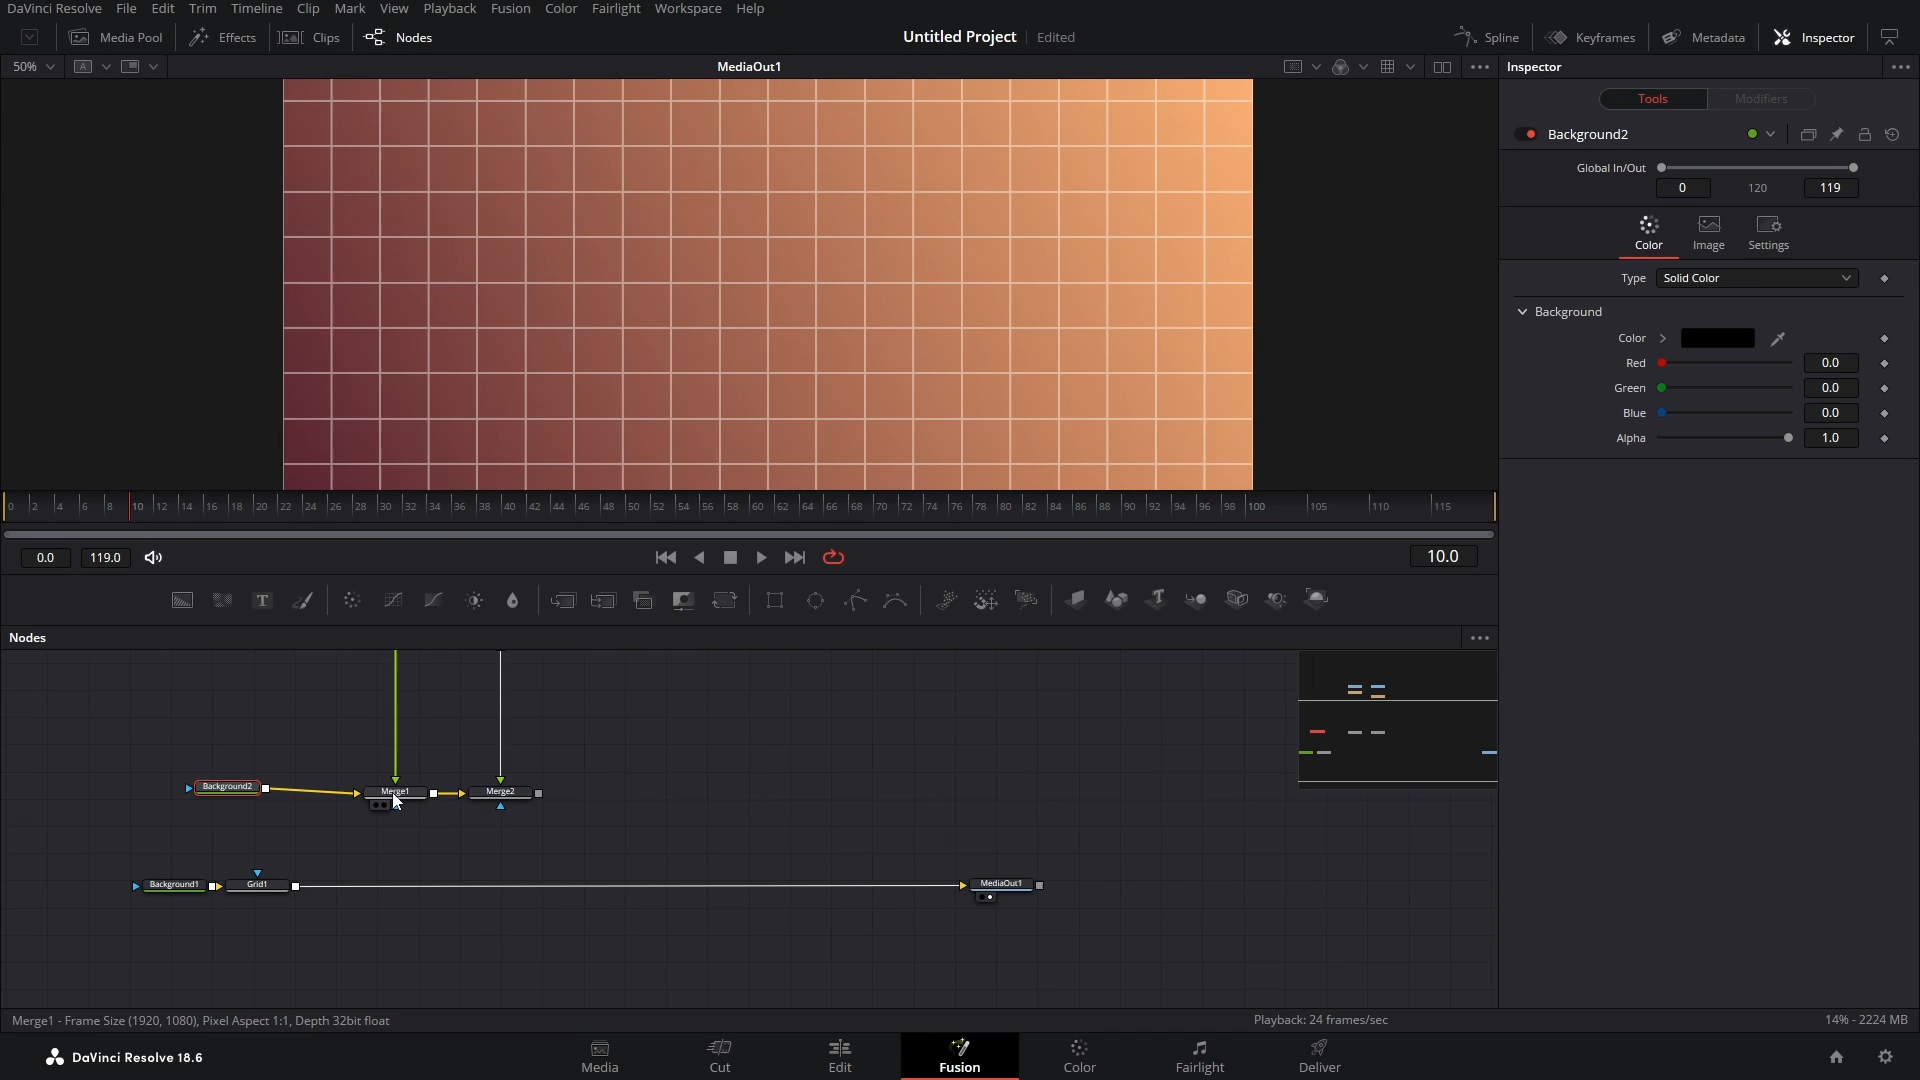 DaVinci Resolve File Edit Trim Timeline Clip Mark View Playback Fusion Color Fairlight Workspace Help
Media Pool Effects Clips Nodes Untitled Project Edited Spline Keyframes Metadata Inspector
50% A MediaOut1 Inspector
Tools Modifiers
Background2
Global In/Out
0 120 119
Color Image Settings
Type Solid Color
Background
Color
Red 0.0
Green 0.0
Blue 0.0
Alpha 1.0
0 2 4 6 8 10 12 14 16 18 20 22 24 26 28 30 32 34 36 38 40 42 44 46 48 50 52 54 56 58 60 62 64 66 68 70 72 74 76 78 80 82 84 86 88 90 92 94 96 98 100 105 110 115
0.0 119.0 10.0
T T
Nodes
Background2 Merge1 Merge2
Background1 Grid1 MediaOut1
Merge1 - Frame Size (1920, 1080), Pixel Aspect 1:1, Depth 32bit float Playback: 24 frames/sec 14% - 2224 MB
DaVinci Resolve 18.6 Media Cut Edit Fusion Color Fairlight Deliver